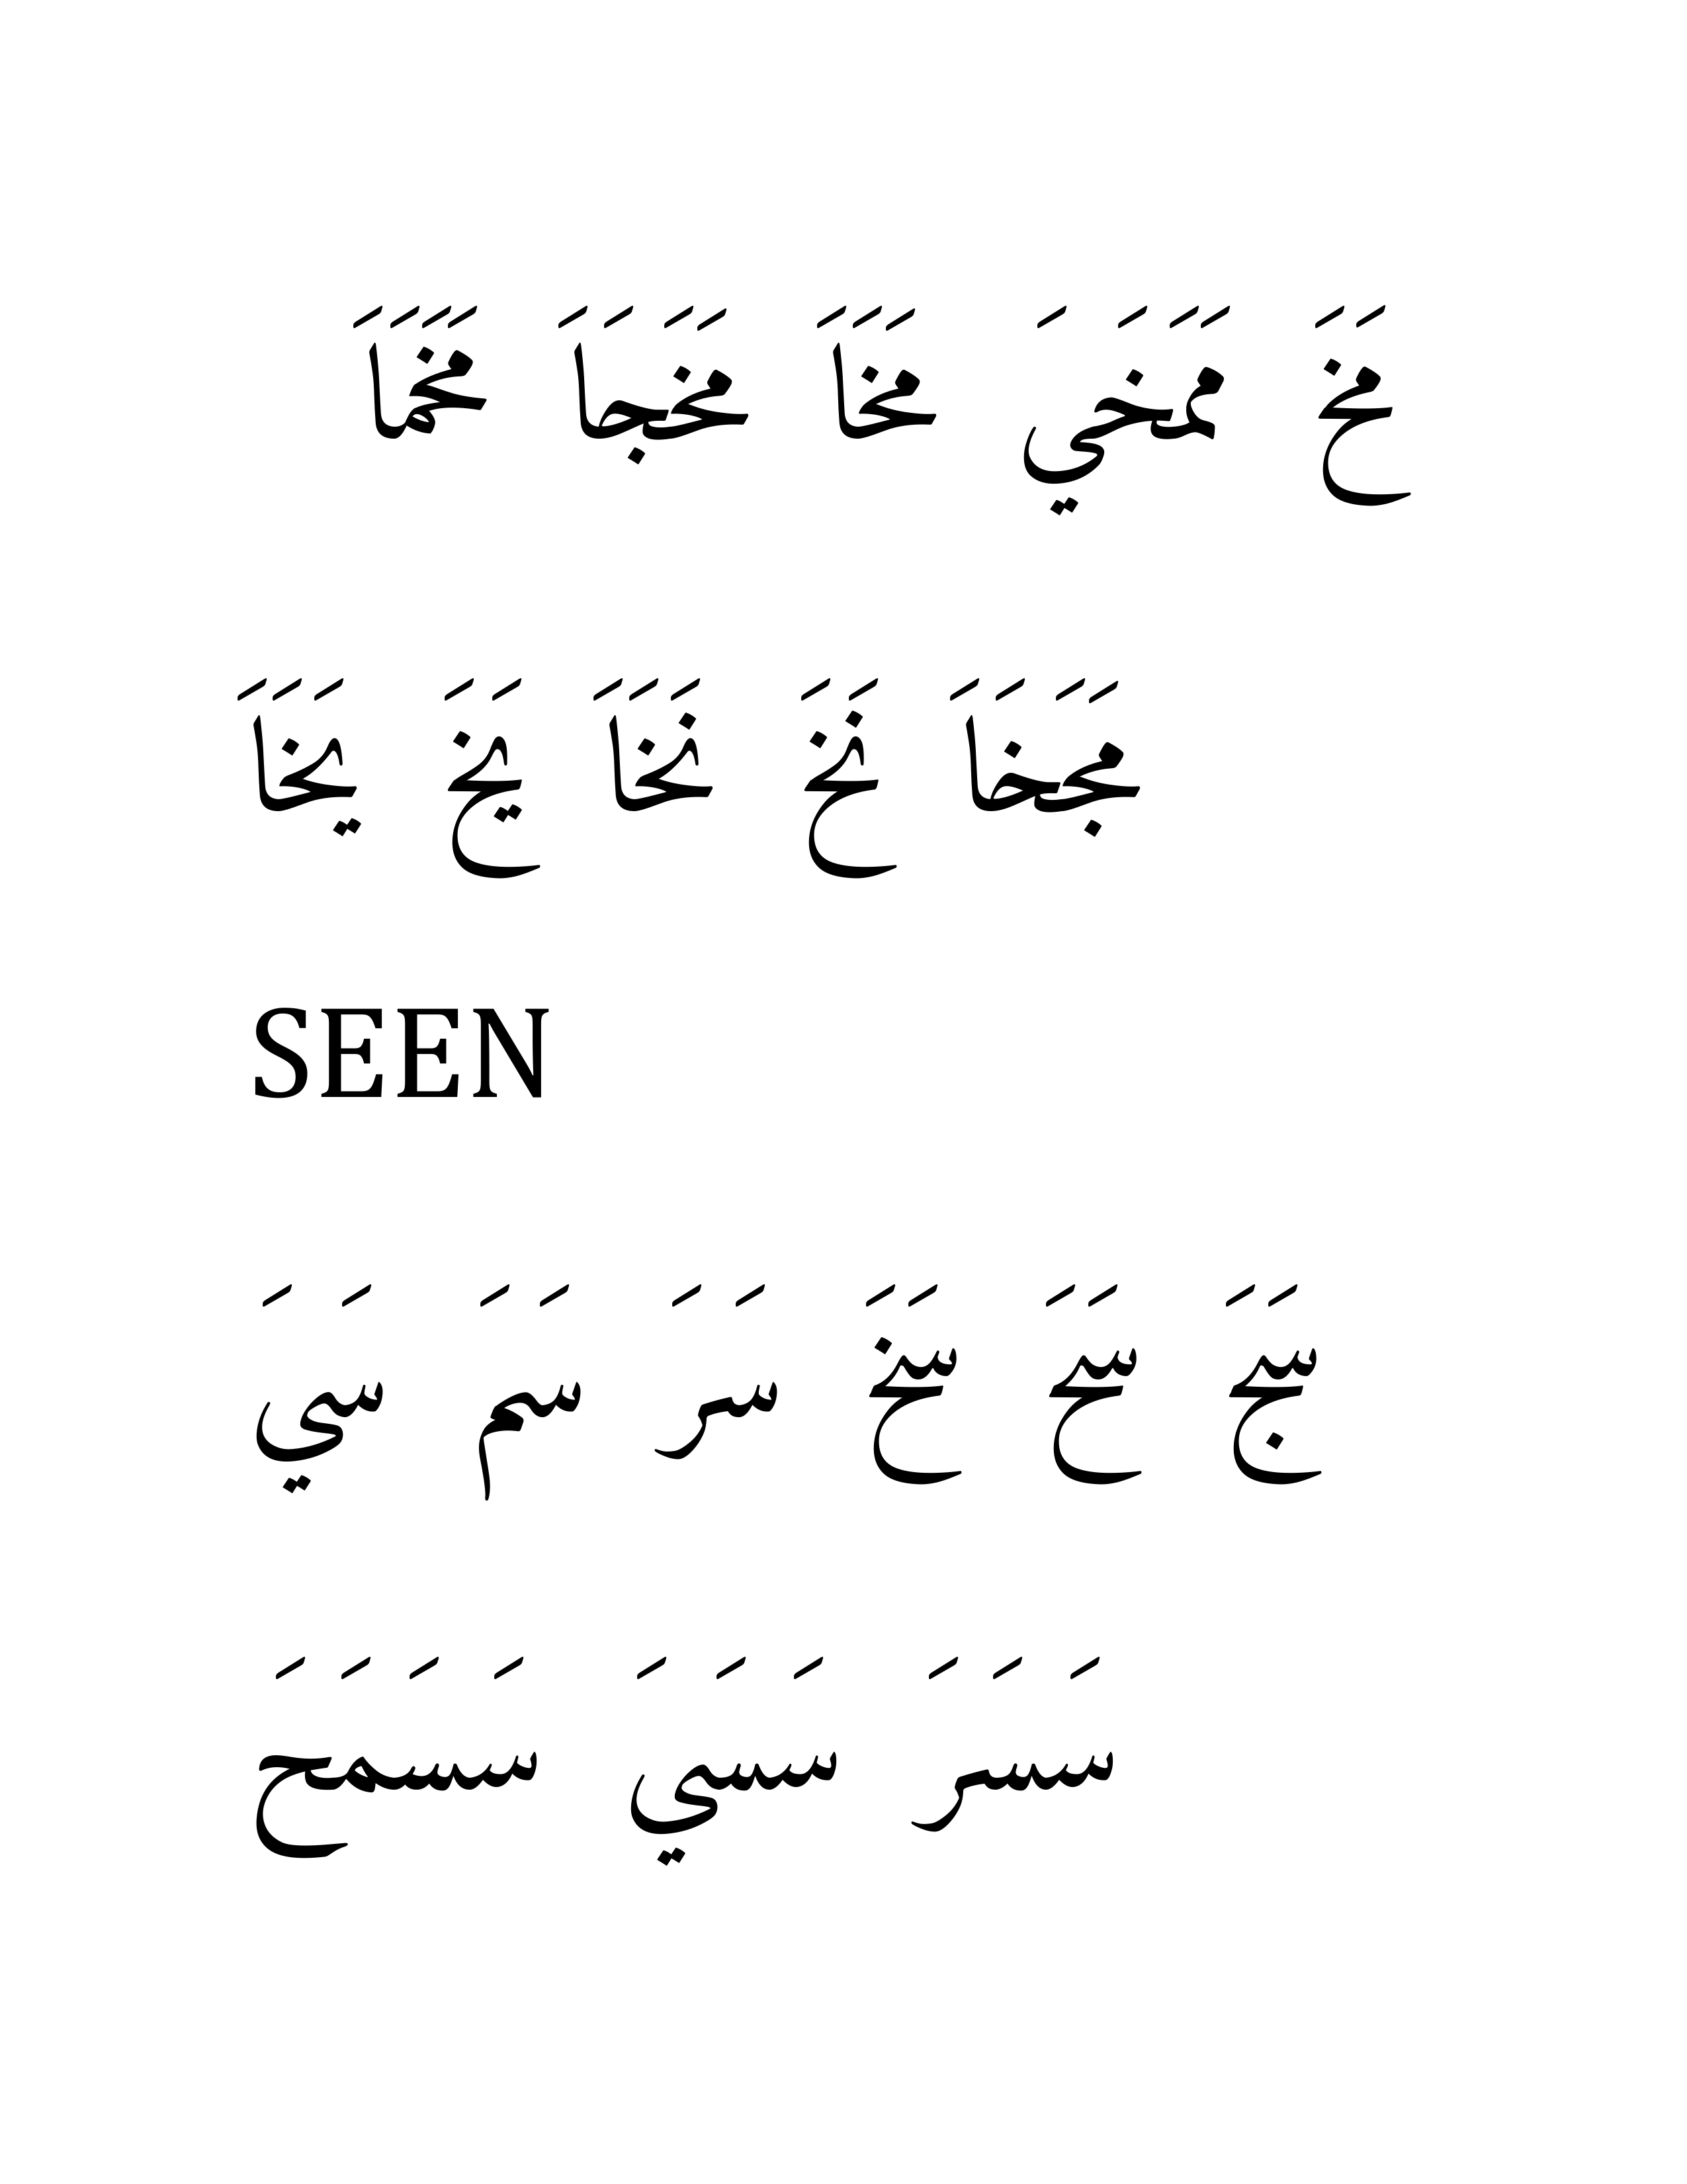 مَخَ مَمَخَيَ مَخَاَ مَخَجَاَ مَخَمَاَ
مَجَخَاَ نَخَ نَخَاَ يَخَ يَخَاَ
SEEN
سَجَ سَحَ سَخَ سَرَ سَمَ سَيَ
سَسَرَ سَسَيَ سَسَمَحَ